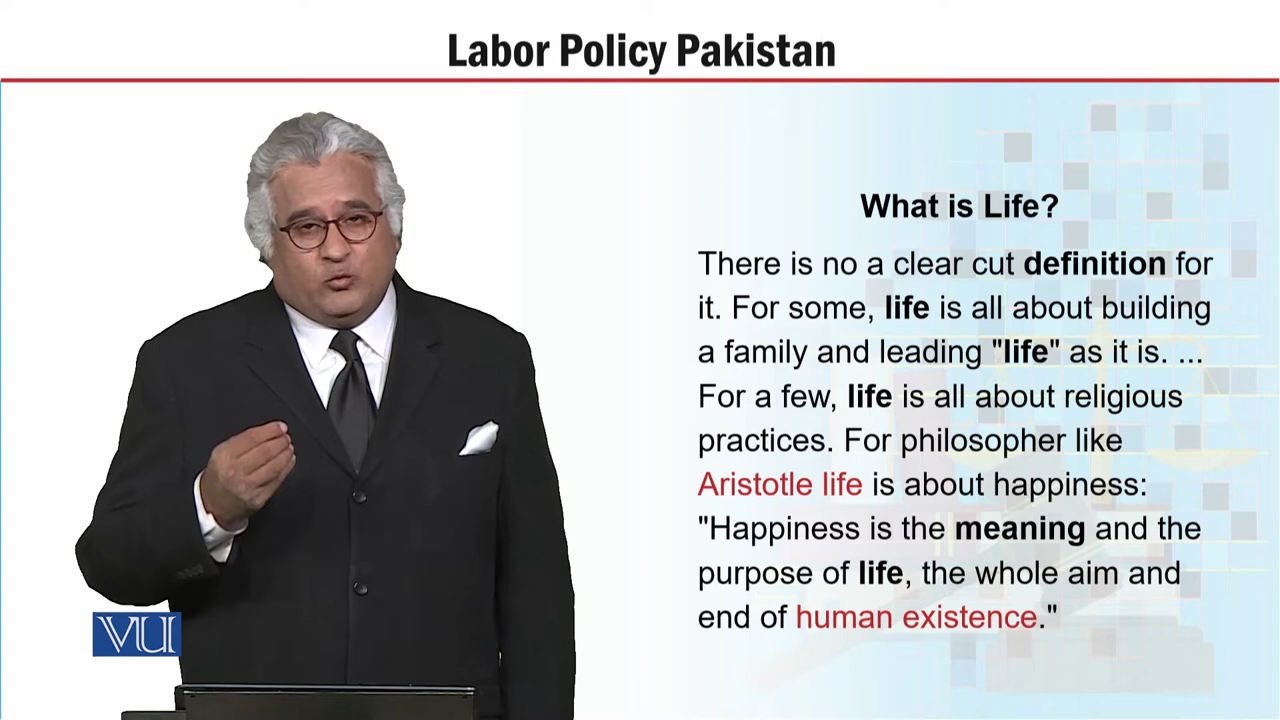 Labor Policy Pakistan
What is Life?
There is no a clear cut definition for
it. For some, life is all about building
a family and leading "life" as it is. ...
For a few, life is all about religious
practices. For philosopher like
Aristotle life is about happiness:
"Happiness is the meaning and the
purpose of life, the whole aim and
end of human existence."
VU